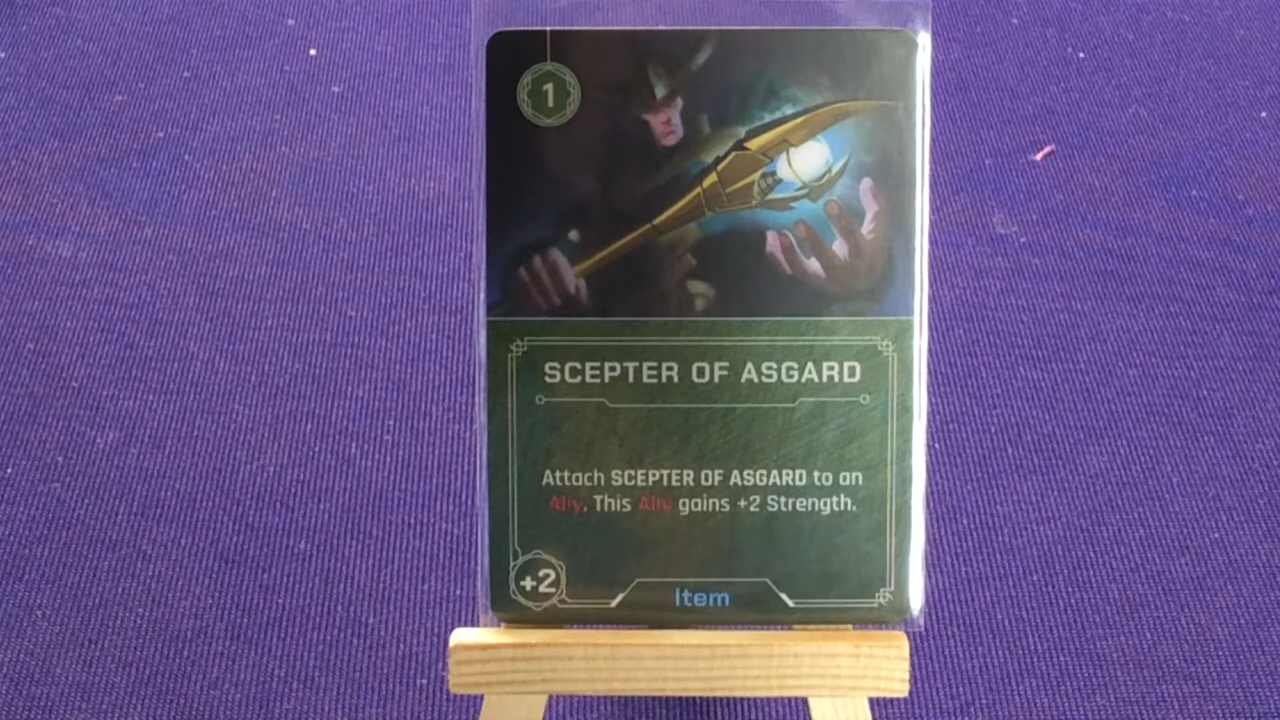 1
SCEPTER OF ASGARD
Attach SCEPTER OF ASGARD to an
Ally. This Ally gains +2 Strength.
+2
Item